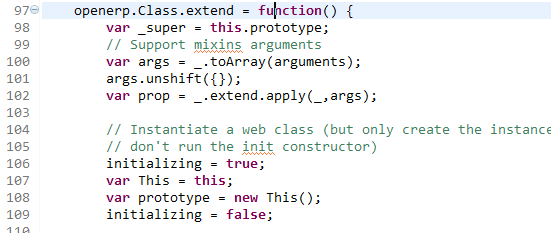 97 openerp.Class.extend = function() {
98 var _super = this.prototype;
99 // Support mixins arguments
100 var args = _.toArray(arguments);
101 args.unshift({});
102 var prop = _.extend.apply(_,args);
103
104 // Instantiate a web class (but only create the instance
105 // don't run the init constructor)
106 initializing = true;
107 var This = this;
108 var prototype = new This();
109 initializing = false;
110